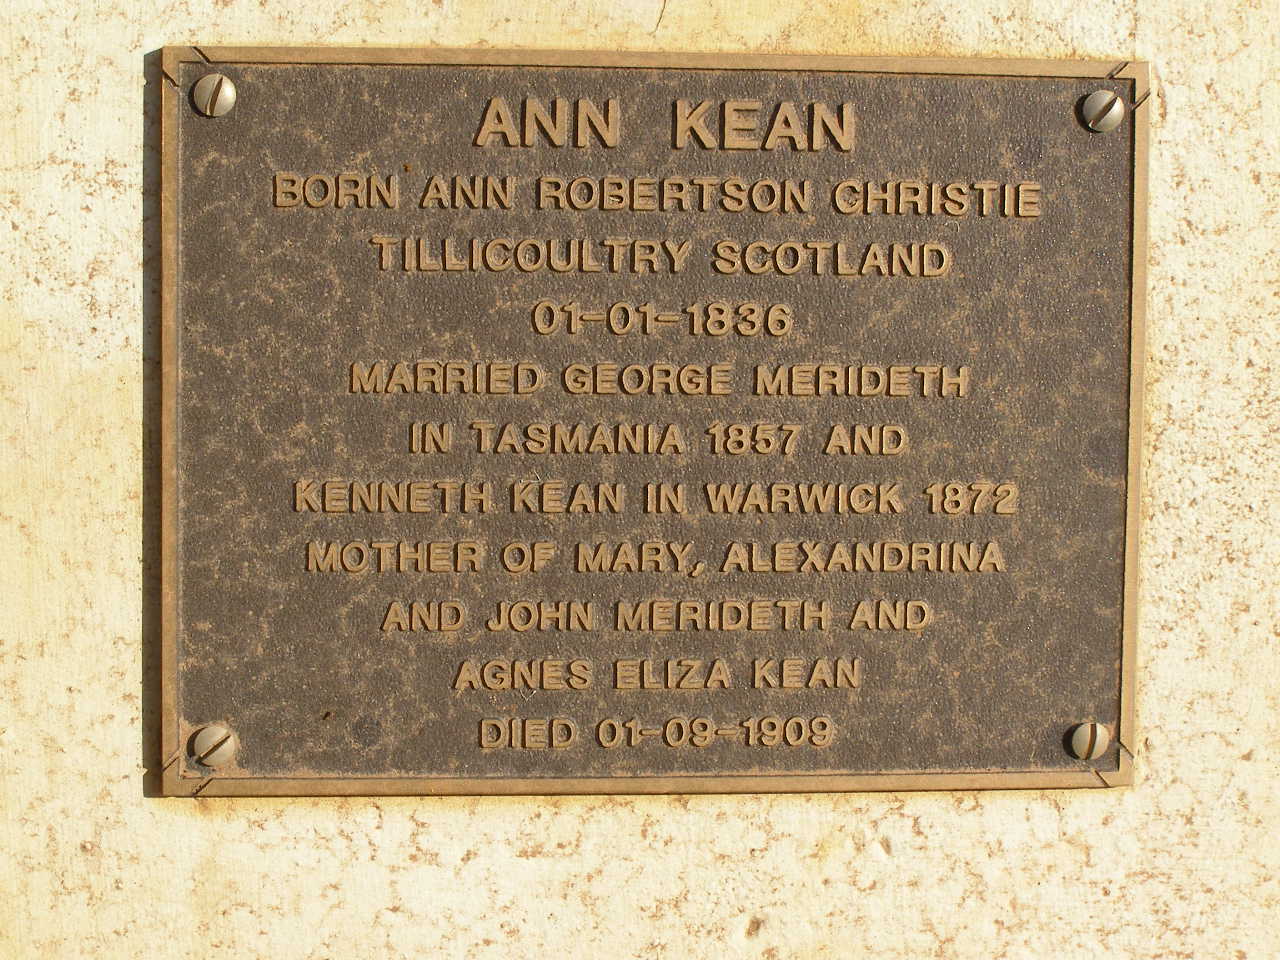 ANN KEAN
BORN ANN ROBERTSON CHRISTIE
TILLICOULTRY SCOTLAND
01-01-1836
MARRIED GEORGE MERIDETH
IN TASMANIA 1857 AND
KENNETH KEAN IN WARWICK 1872
MOTHER OF MARY, ALEXANDRINA
AND JOHN MERIDETH AND
AGNES ELIZA KEAN
DIED 01-09-1909